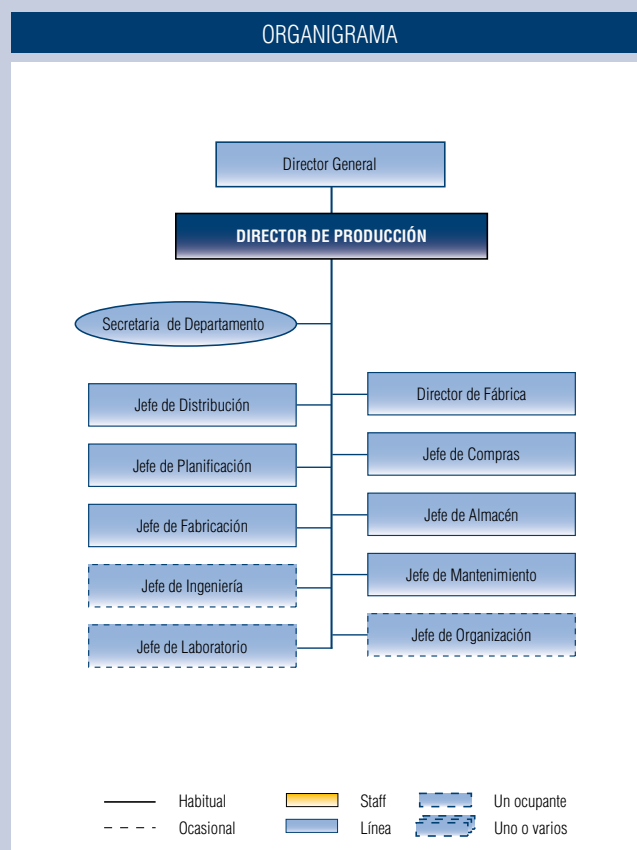 ORGANIGRAMA
Director General
DIRECTOR DE PRODUCCIÓN
Secretaria de Departamento
Jefe de Distribución
Director de Fábrica
Jefe de Planificación
Jefe de Compras
Jefe de Fabricación
Jefe de Almacén
Jefe de Ingeniería
Jefe de Mantenimiento
Jefe de Laboratorio
Jefe de Organización
Habitual
Staff
Un ocupante
Ocasional
Línea
Uno o varios